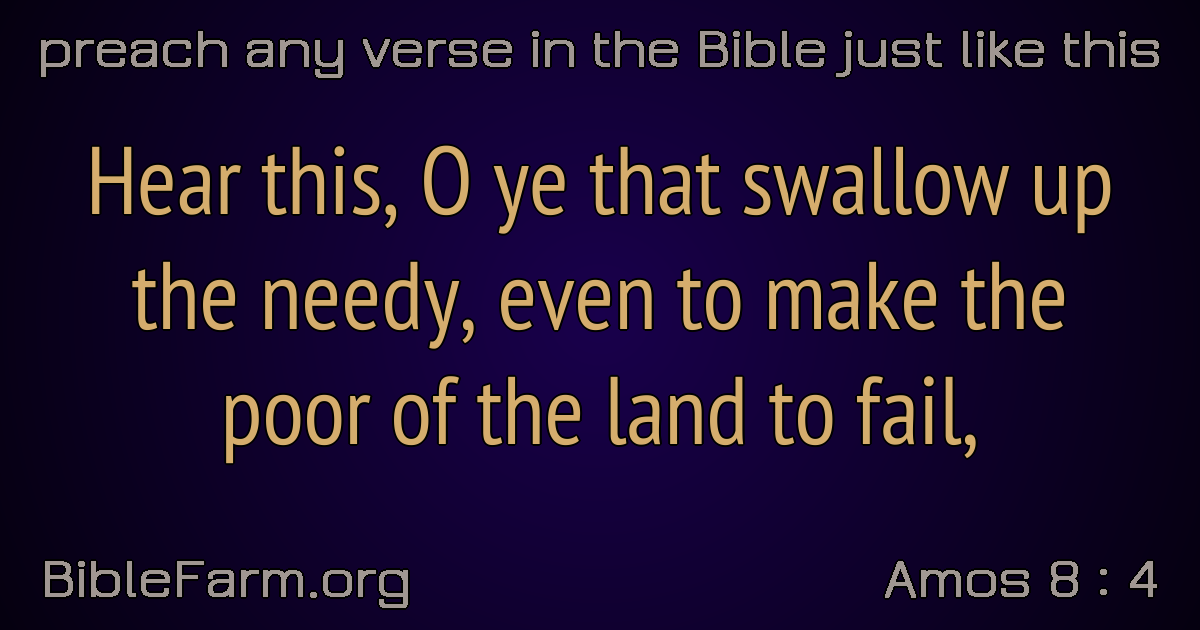 preach any verse in the Bible just like this
Hear this, O ye that swallow up
the needy, even to make the
poor of the land to fail,
BibleFarm.org
Amos 8 : 4